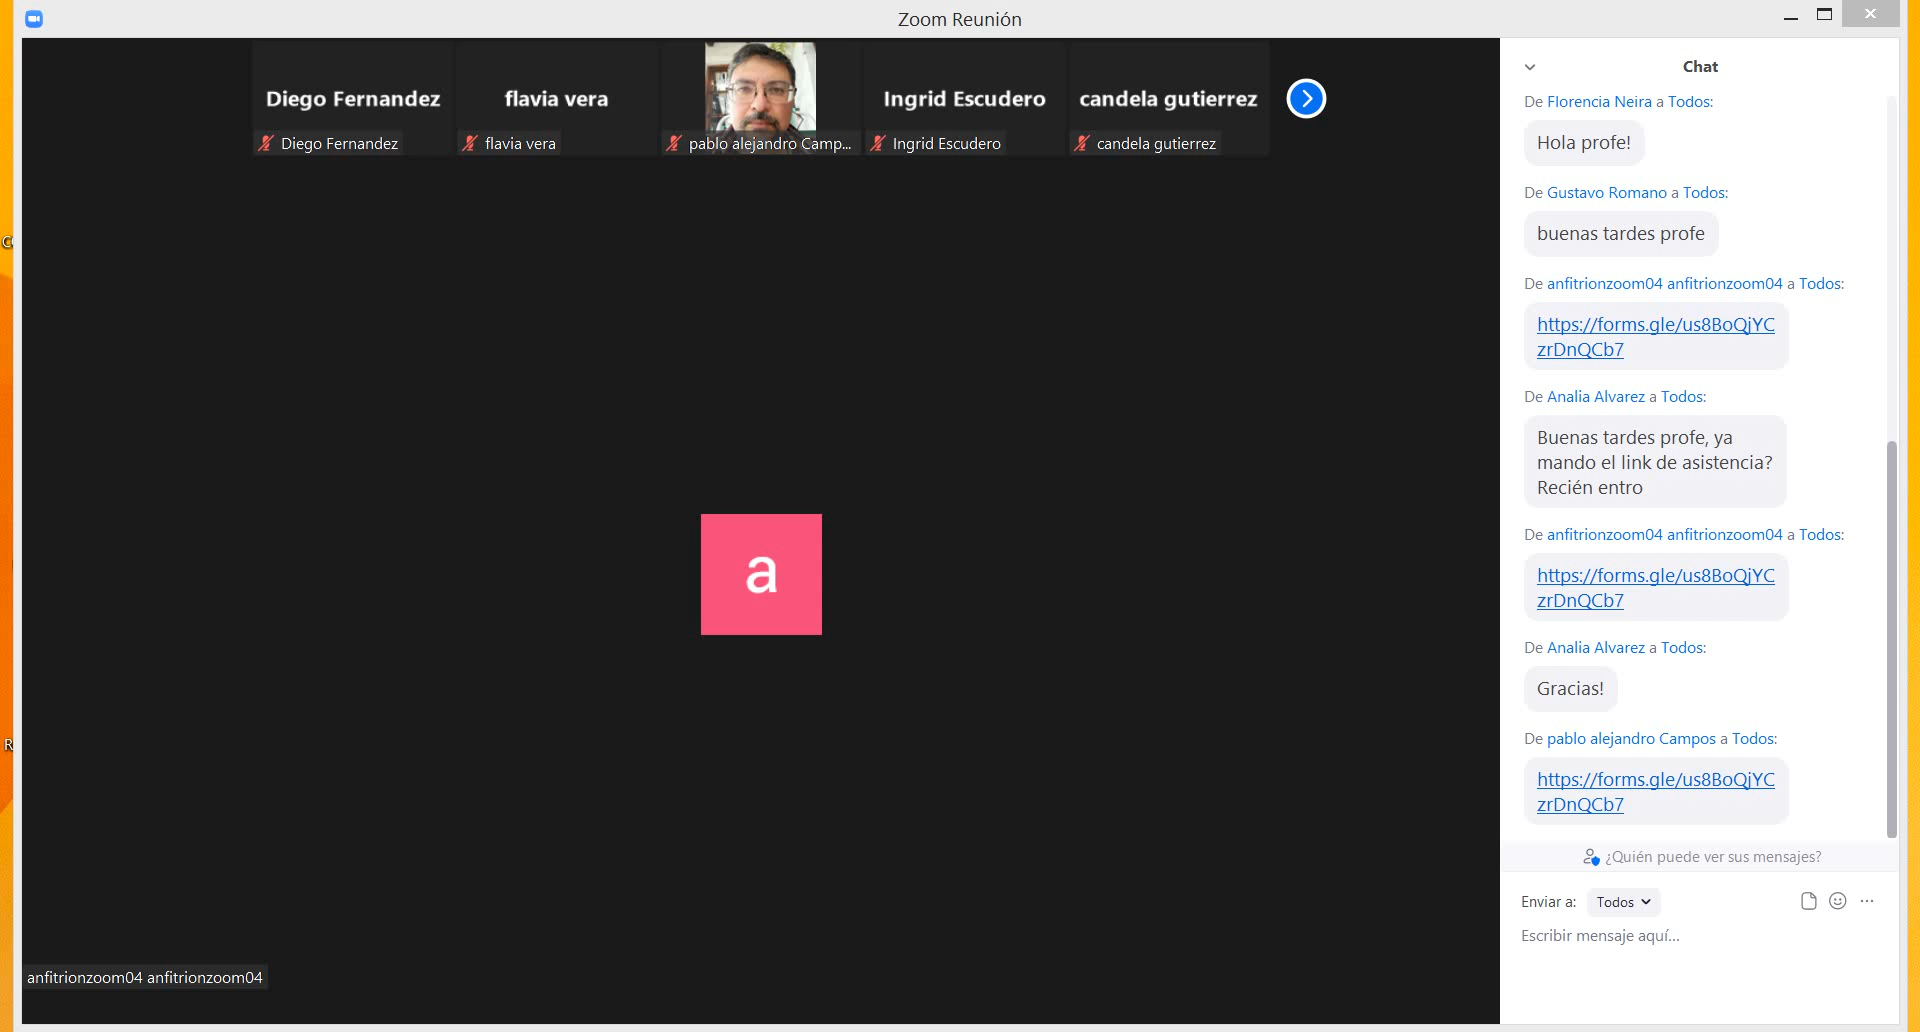 Zoom Reunión
Diego Fernandez
flavia vera
Ingrid Escudero
candela gutierrez
Diego Fernandez
flavia vera
pablo alejandro Camp...
Ingrid Escudero
candela gutierrez
a
anfitrionzoom04 anfitrionzoom04
Chat
De Florencia Neira a Todos:
Hola profe!
De Gustavo Romano a Todos:
buenas tardes profe
De anfitrionzoom04 anfitrionzoom04 a Todos:
https://forms.gle/us8BoQjYC
zrDnQCb7
De Analia Alvarez a Todos:
Buenas tardes profe, ya
mando el link de asistencia?
Recién entro
De anfitrionzoom04 anfitrionzoom04 a Todos:
https://forms.gle/us8BoQjYC
zrDnQCb7
De Analia Alvarez a Todos:
Gracias!
De pablo alejandro Campos a Todos:
https://forms.gle/us8BoQjYC
zrDnQCb7
¿Quién puede ver sus mensajes?
Enviar a: Todos
Escribir mensaje aquí...